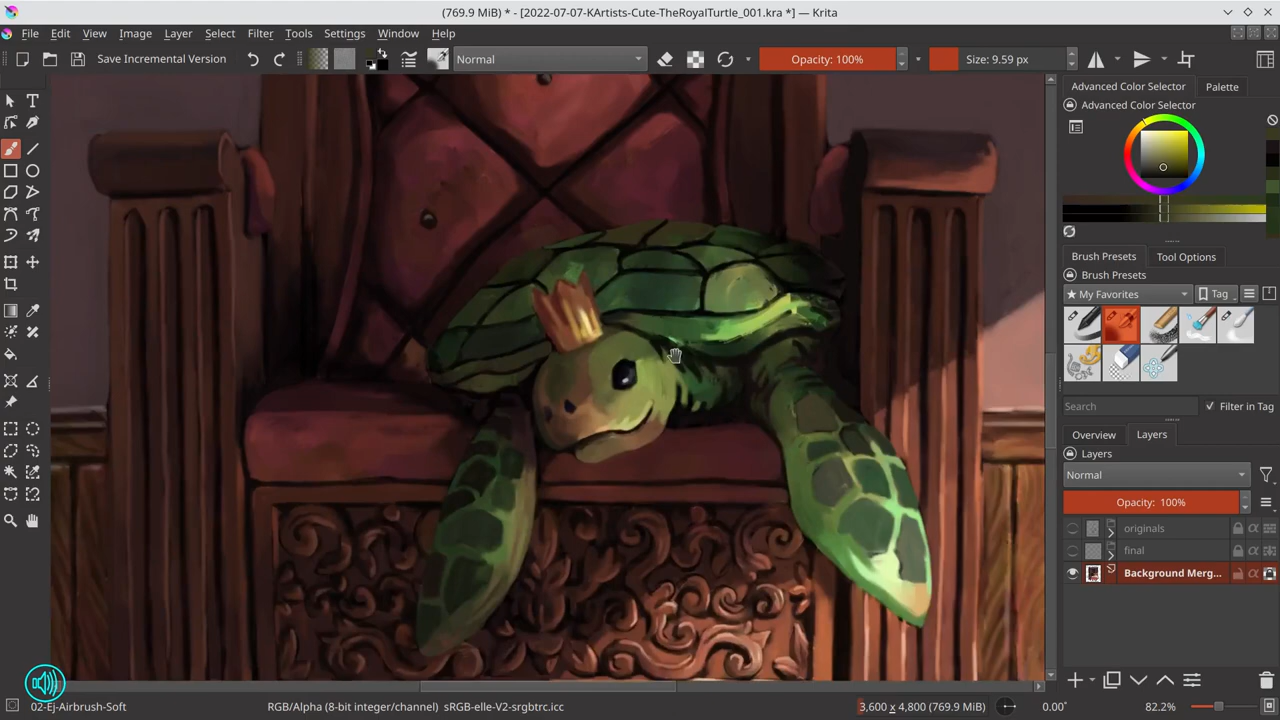 (769.9 MiB) * - [2022-07-07-KArtists-Cute-TheRoyalTurtle_001.kra *] — Krita
File Edit View Image Layer Select Filter Tools Settings Window Help
Save Incremental Version Normal Opacity: 100% Size: 9.59 px
Advanced Color Selector Palette
Advanced Color Selector
Brush Presets Tool Options
Brush Presets
★ My Favorites Tag
Search Filter in Tag
Overview Layers
Layers
Normal
Opacity: 100%
originals
final
Background Merg...
02-Ej-Airbrush-Soft RGB/Alpha (8-bit integer/channel) sRGB-elle-V2-srgbtrc.icc 3,600 x 4,800 (769.9 MiB) 0.00° 82.2%